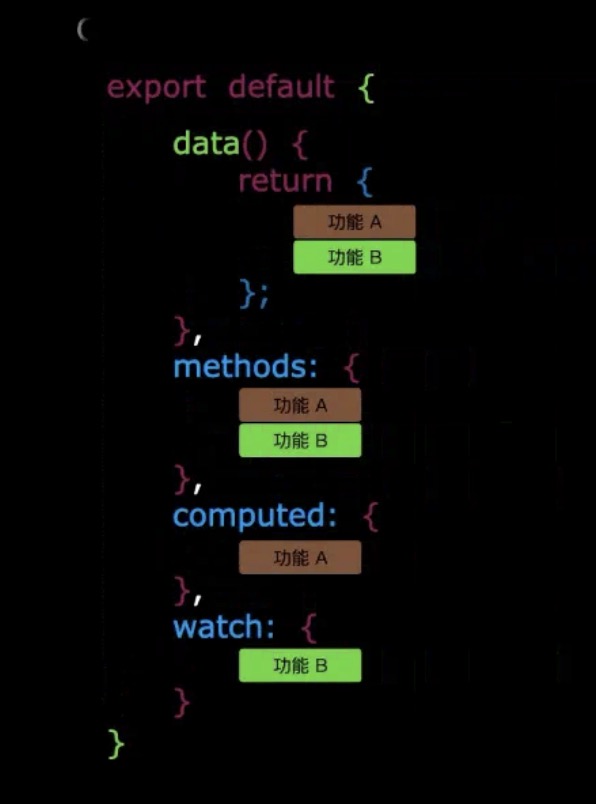 export default {
data() {
return {
功能 A
功能 B
};
},
methods: {
功能 A
功能 B
},
computed: {
功能 A
},
watch: {
功能 B
}
}